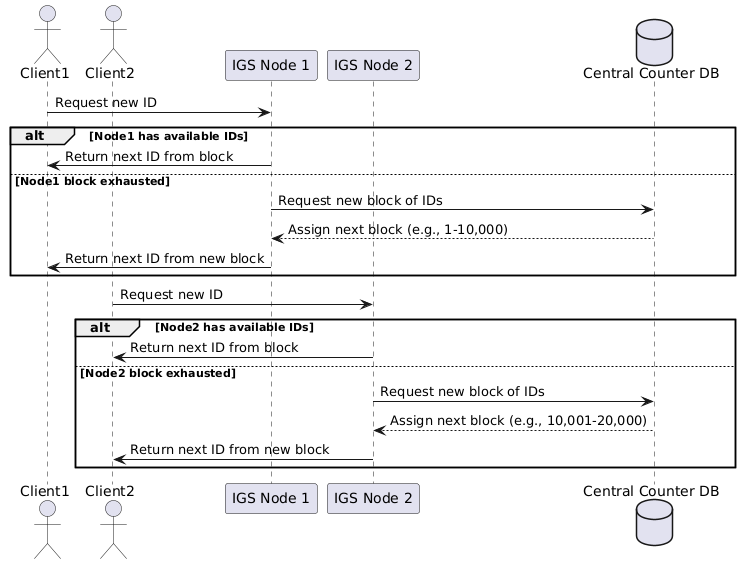 Client1
Client2
IGS Node 1
IGS Node 2
Central Counter DB
Request new ID
alt
[Node1 has available IDs]
Return next ID from block
[Node1 block exhausted]
Request new block of IDs
Assign next block (e.g., 1-10,000)
Return next ID from new block
Request new ID
alt
[Node2 has available IDs]
Return next ID from block
[Node2 block exhausted]
Request new block of IDs
Assign next block (e.g., 10,001-20,000)
Return next ID from new block
Client1
Client2
IGS Node 1
IGS Node 2
Central Counter DB